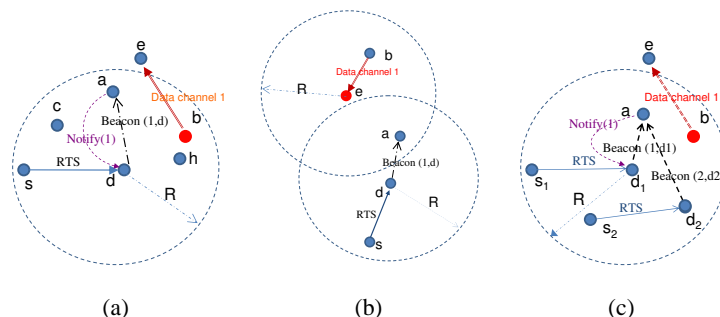 e
a
Data channel 1
c
b
Beacon (1,d)
Notify(1)
h
RTS
s
d
R
(a)
b
Data channel 1
R
e
a
Beacon (1,d)
d
R
RTS
s
(b)
e
Data channel 1
a
b
Notify(1)
Beacon (1,d1)
RTS
s1
d1
Beacon (2,d2
R
RTS
s2
d2
(c)